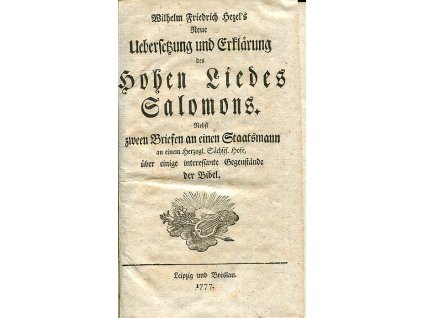 Wilhelm Friedrich Hezel's
Neue
Uebersetzung und Erklärung
des
Hohen Liedes
Salomons.
Nebst
zween Briefen an einen Staatsmann
an einem Herzogl. Sächsis. Hofe,
über einige interessante Gegenstände
der Bibel.
Leipzig und Breslau.
1777.